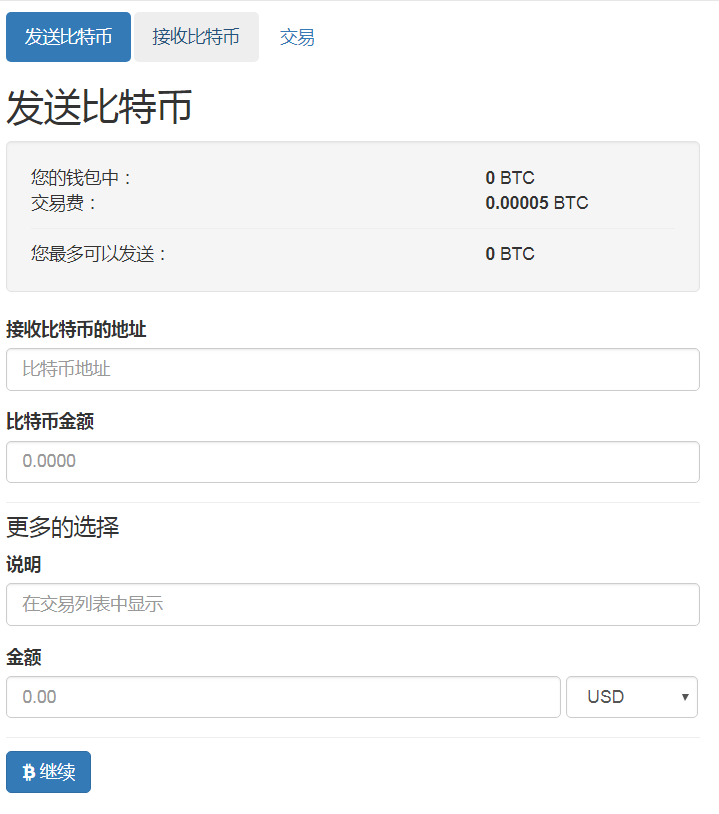 发送比特币 接收比特币 交易
发送比特币
您的钱包中： 0 BTC
交易费： 0.00005 BTC
您最多可以发送： 0 BTC
接收比特币的地址
比特币地址
比特币金额
0.0000
更多的选择
说明
在交易列表中显示
金额
0.00 USD
继续